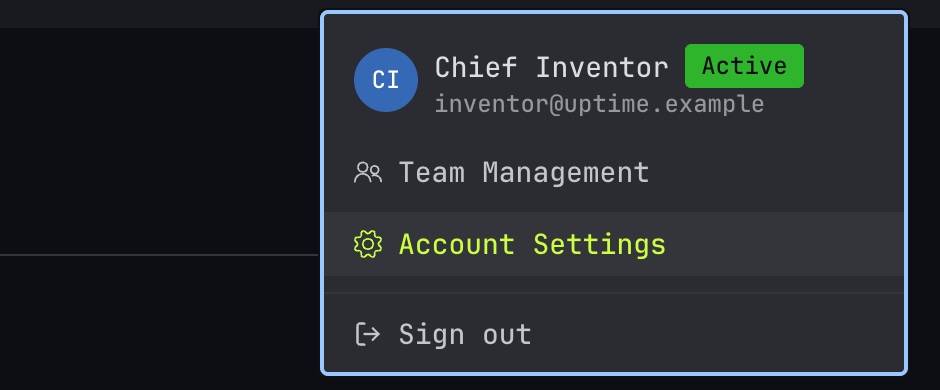 CI
Chief Inventor Active
inventor@uptime.example
Team Management
Account Settings
Sign out